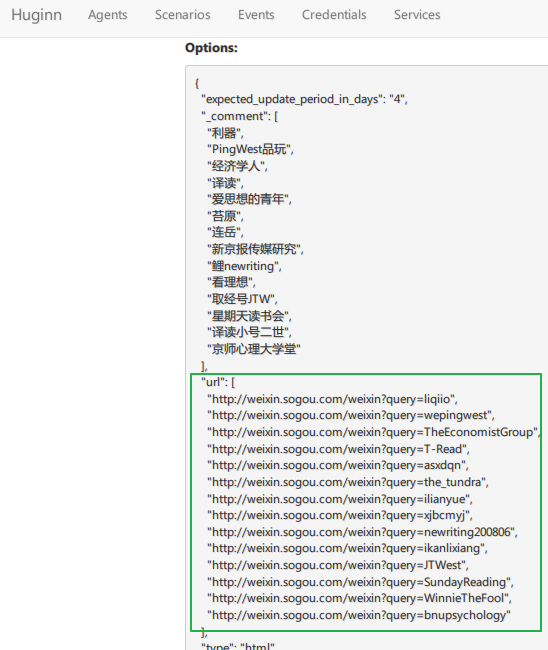 Huginn Agents Scenarios Events Credentials Services
Options:
{
"expected_update_period_in_days": "4",
"_comment": [
"利器",
"PingWest品玩",
"经济学人",
"译读",
"爱思想的青年",
"苔原",
"连岳",
"新京报传媒研究",
"鲤newriting",
"看理想",
"取经号JTW",
"星期天读书会",
"译读小号二世",
"京师心理大学堂"
],
"url": [
"http://weixin.sogou.com/weixin?query=liqiio",
"http://weixin.sogou.com/weixin?query=wepingwest",
"http://weixin.sogou.com/weixin?query=TheEconomistGroup",
"http://weixin.sogou.com/weixin?query=T-Read",
"http://weixin.sogou.com/weixin?query=asxdqn",
"http://weixin.sogou.com/weixin?query=the_tundra",
"http://weixin.sogou.com/weixin?query=ilianyue",
"http://weixin.sogou.com/weixin?query=xjbcmyj",
"http://weixin.sogou.com/weixin?query=newriting200806",
"http://weixin.sogou.com/weixin?query=ikanlixiang",
"http://weixin.sogou.com/weixin?query=JTWest",
"http://weixin.sogou.com/weixin?query=SundayReading",
"http://weixin.sogou.com/weixin?query=WinnieTheFool",
"http://weixin.sogou.com/weixin?query=bnupsychology"
],
"type": "html"